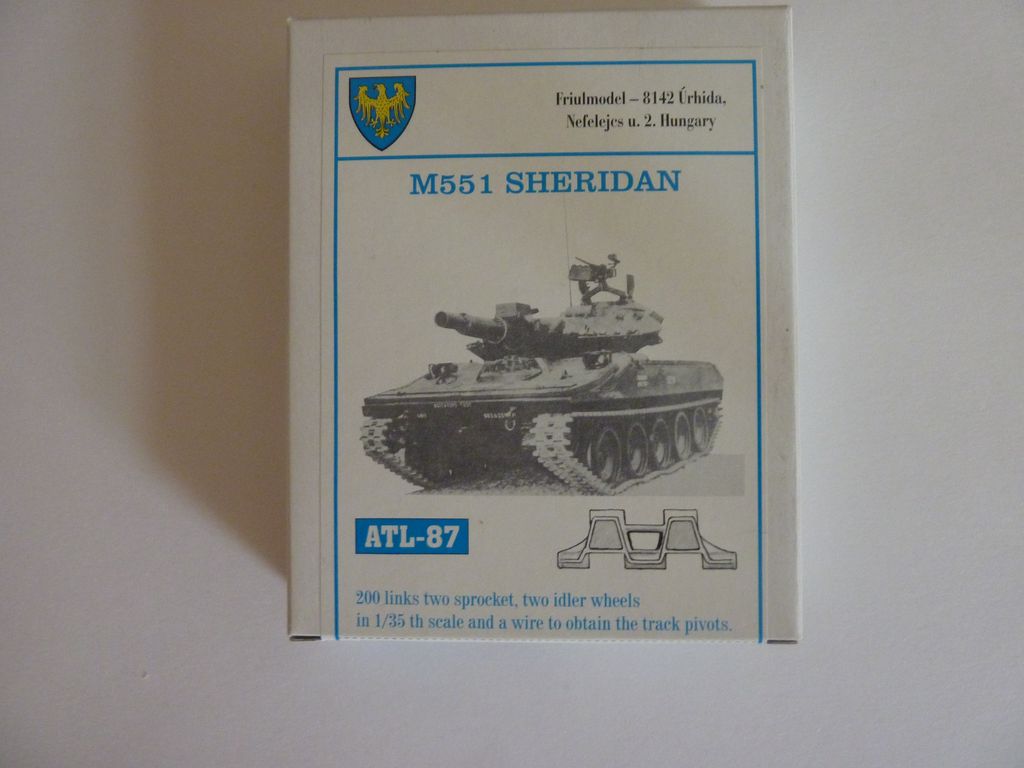 Friulmodel – 8142 Úrhida,
Nefelejcs u. 2. Hungary
M551 SHERIDAN
ATL-87
200 links two sprocket, two idler wheels
in 1/35 th scale and a wire to obtain the track pivots.